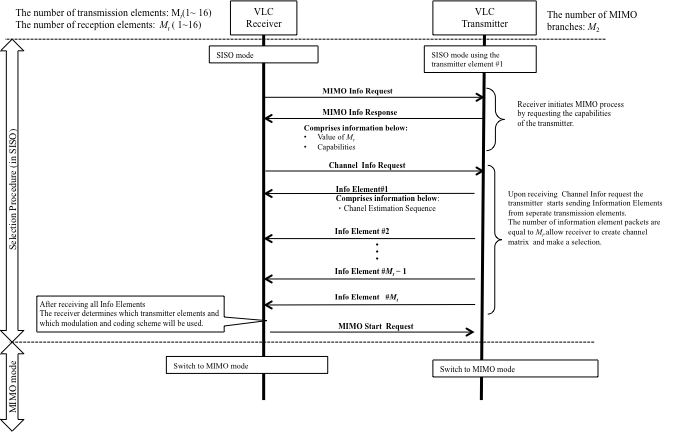 The number of transmission elements: Mt(1~ 16)
The number of reception elements: Mr ( 1~16)
VLC
Receiver
VLC
Transmitter
The number of MIMO
branches: M2
SISO mode
SISO mode using the
transmitter element #1
MIMO Info Request
MIMO Info Response
Comprises information below:
• Value of Mt
• Capabilities
Receiver initiates MIMO process
by requesting the capabilities
of the transmitter.
Channel Info Request
Info Element#1
Comprises information below:
・Chanel Estimation Sequence
Info Element #2
Info Element #Mt − 1
Info Element #Mt
Upon receiving Channel Infor request the
transmitter starts sending Information Elements
from seperate transmission elements.
The number of information element packets are
equal to Mt allow receiver to create channel
matrix and make a selection.
After receiving all Info Elements
The receiver determines which transmitter elements and
which modulation and coding scheme will be used.
MIMO Start Request
Switch to MIMO mode
Switch to MIMO mode
Selection Procedure (in SISO)
MIMO mode